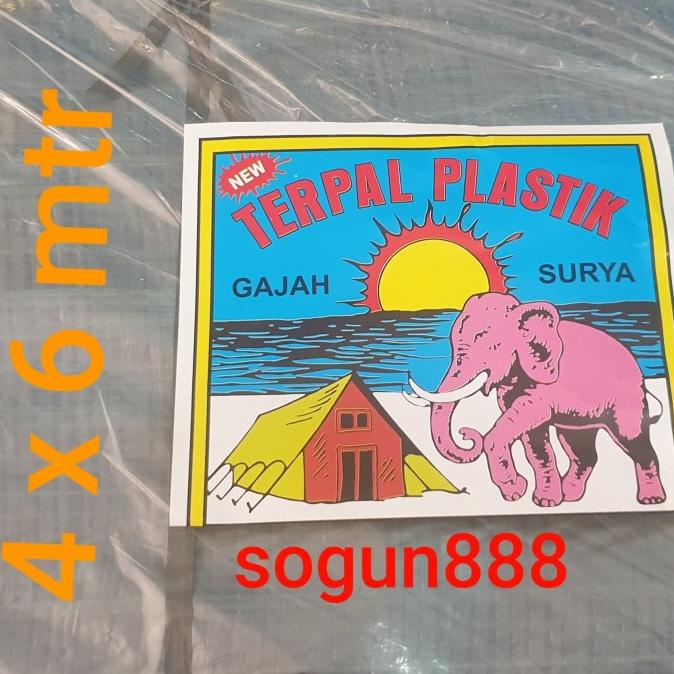 4 x 6 mtr
NEW
TERPAL PLASTIK
GAJAH SURYA
sogun888